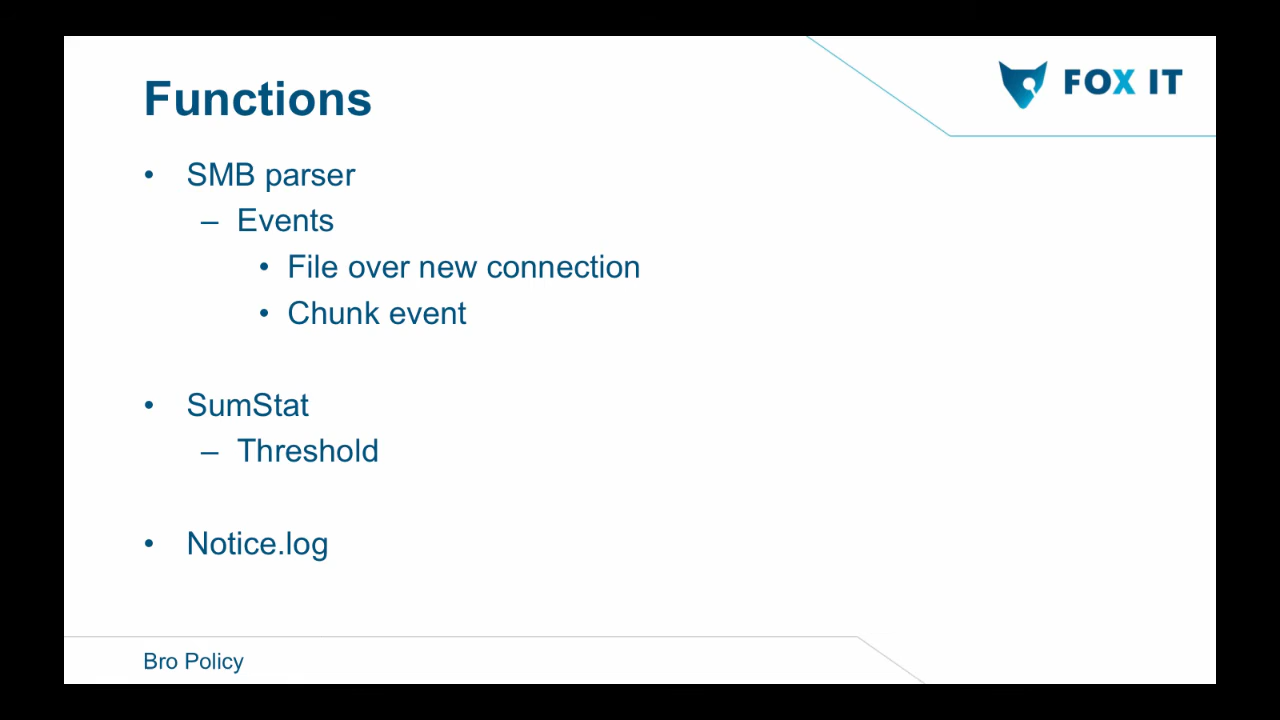 Functions
FOX IT
• SMB parser
– Events
• File over new connection
• Chunk event
• SumStat
– Threshold
• Notice.log
Bro Policy